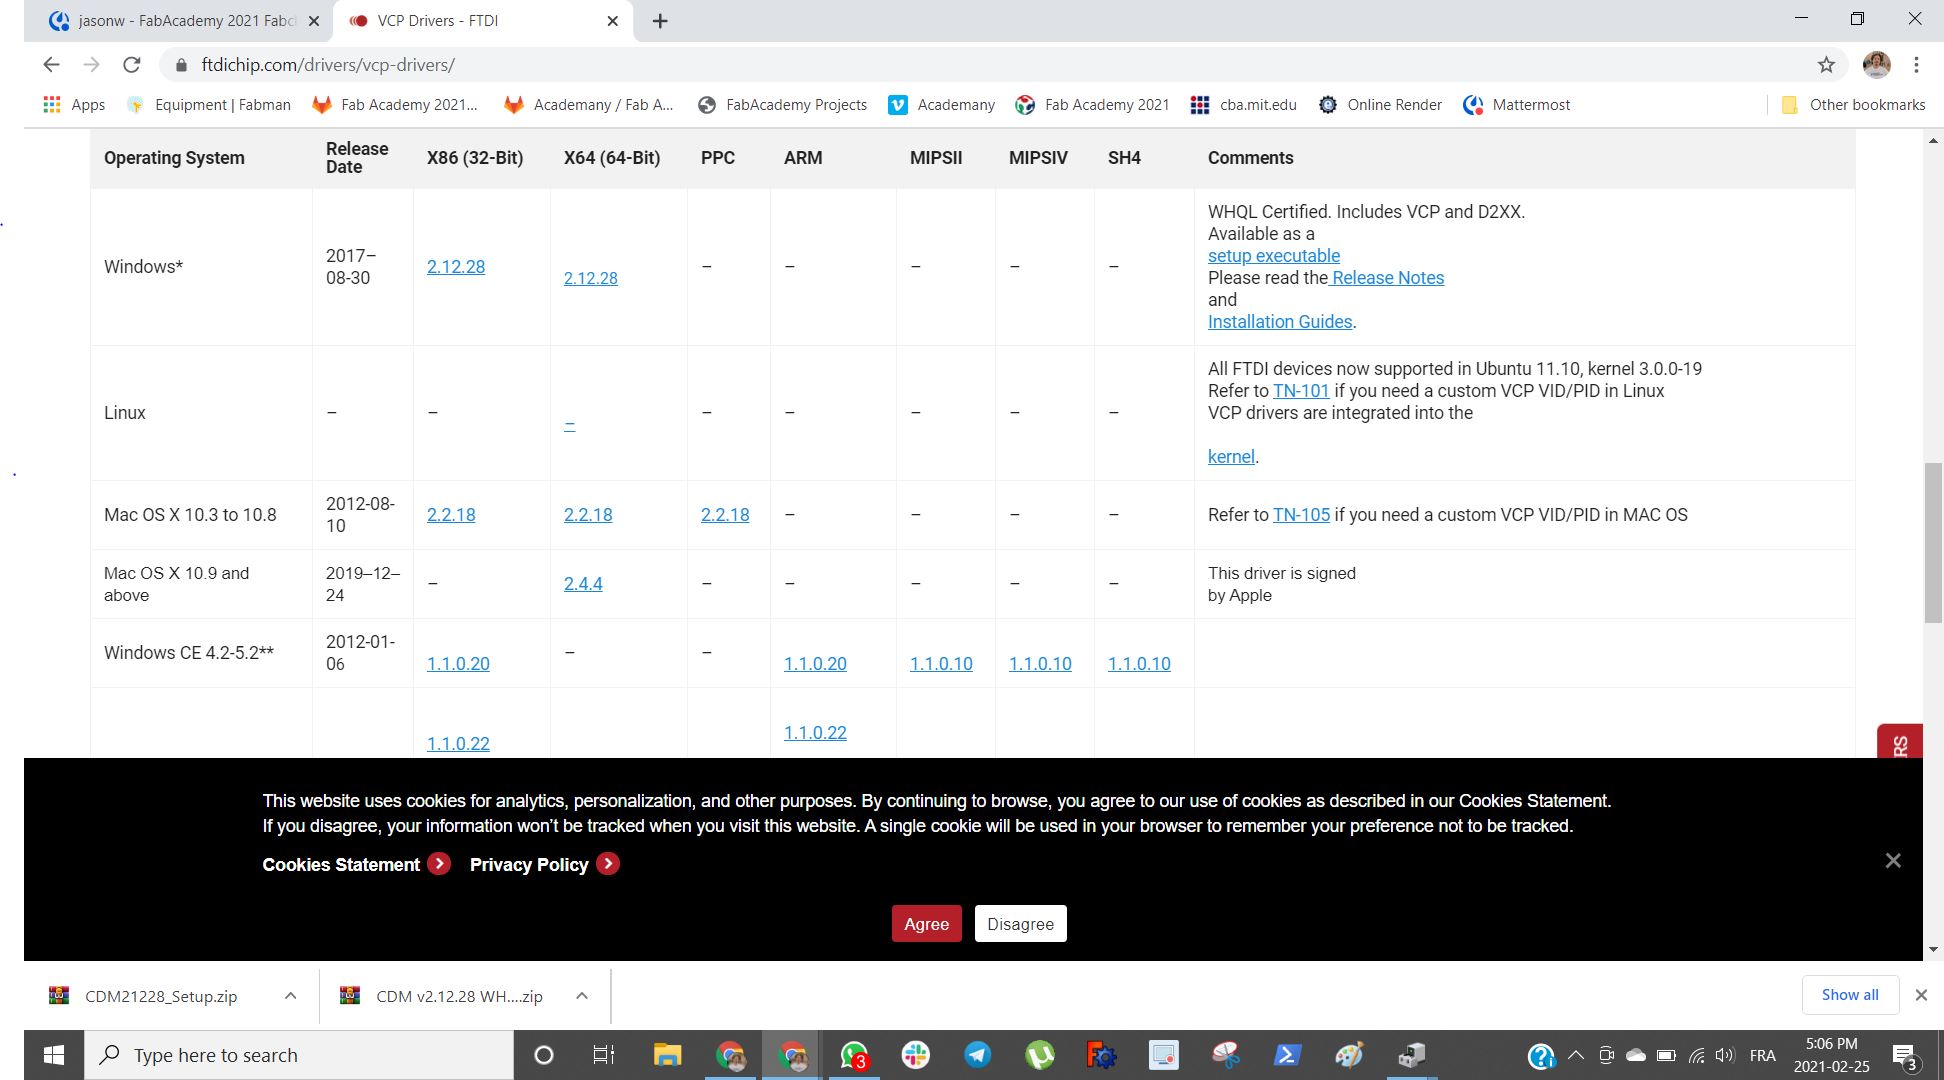 jasonw - FabAcademy 2021 Fabcl
VCP Drivers - FTDI
ftdichip.com/drivers/vcp-drivers/
Apps
Equipment | Fabman
Fab Academy 2021...
Academany / Fab A...
FabAcademy Projects
Academany
Fab Academy 2021
cba.mit.edu
Online Render
Mattermost
Other bookmarks
Operating System Release Date X86 (32-Bit) X64 (64-Bit) PPC ARM MIPSII MIPSIV SH4 Comments
Windows* 2017–08-30 2.12.28 2.12.28 – – – – –
WHQL Certified. Includes VCP and D2XX.
Available as a
setup executable
Please read the Release Notes
and
Installation Guides.
Linux – – – – – – – –
All FTDI devices now supported in Ubuntu 11.10, kernel 3.0.0-19
Refer to TN-101 if you need a custom VCP VID/PID in Linux
VCP drivers are integrated into the
kernel.
Mac OS X 10.3 to 10.8 2012-08-10 2.2.18 2.2.18 2.2.18 – – – – Refer to TN-105 if you need a custom VCP VID/PID in MAC OS
Mac OS X 10.9 and above 2019–12–24 – 2.4.4 – – – – –
This driver is signed
by Apple
Windows CE 4.2-5.2** 2012-01-06 1.1.0.20 – – 1.1.0.20 1.1.0.10 1.1.0.10 1.1.0.10
1.1.0.22 1.1.0.22
RS
This website uses cookies for analytics, personalization, and other purposes. By continuing to browse, you agree to our use of cookies as described in our Cookies Statement.
If you disagree, your information won't be tracked when you visit this website. A single cookie will be used in your browser to remember your preference not to be tracked.
Cookies Statement
Privacy Policy
Agree
Disagree
CDM21228_Setup.zip
CDM v2.12.28 WH....zip
Show all
Type here to search
3
FRA
5:06 PM
2021-02-25
3